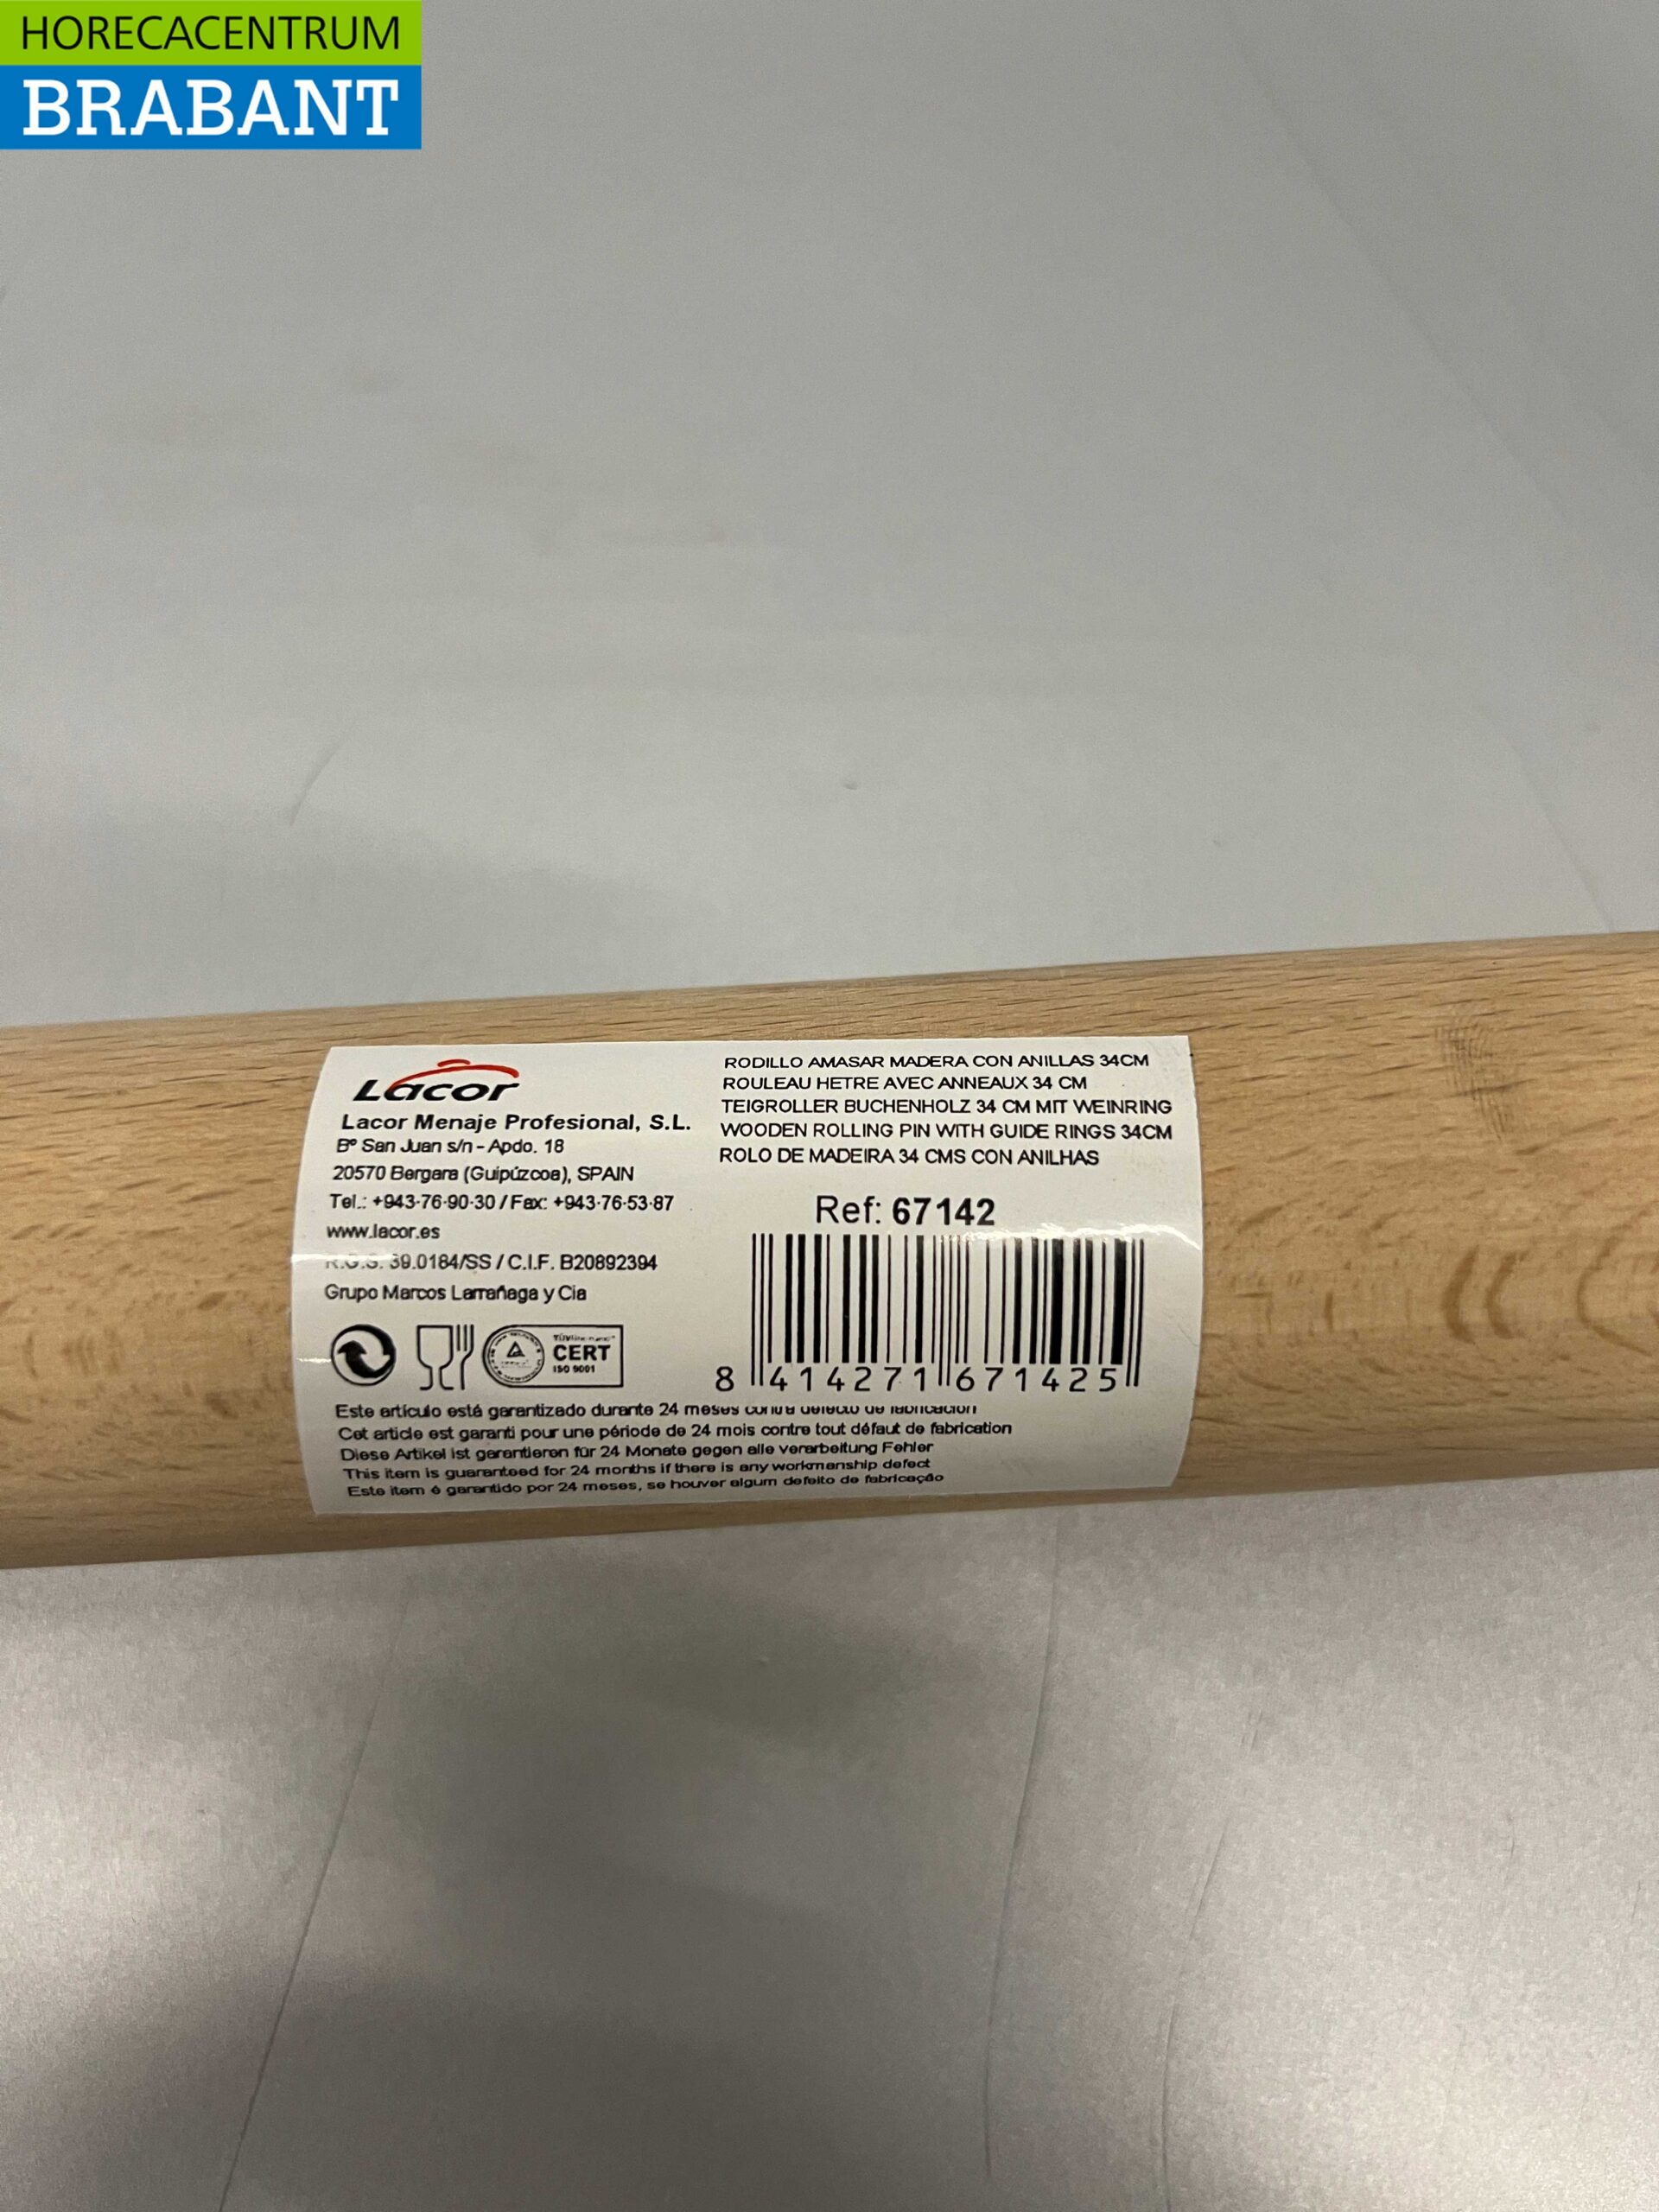 HORECACENTRUM
BRABANT
Lacor
Lacor Menaje Profesional, S.L.
Bº San Juan s/n - Apdo. 18
20570 Bergara (Guipúzcoa), SPAIN
Tel.: +943-76-90-30 / Fax: +943-76-53-87
www.lacor.es
R.G.S. 39.0184/SS / C.I.F. B20892394
Grupo Marcos Larrañaga y Cia
CERT
ISO 9001
RODILLO AMASAR MADERA CON ANILLAS 34CM
ROULEAU HETRE AVEC ANNEAUX 34 CM
TEIGROLLER BUCHENHOLZ 34 CM MIT WEINRING
WOODEN ROLLING PIN WITH GUIDE RINGS 34CM
ROLO DE MADEIRA 34 CMS CON ANILHAS
Ref: 67142
8 414271 671425
Este artículo está garantizado durante 24 meses contra defecto de fabricación
Cet article est garanti pour une période de 24 mois contre tout défaut de fabrication
Diese Artikel ist garantieren für 24 Monate gegen alle verarbeitung Fehler
This item is guaranteed for 24 months if there is any workmanship defect
Este item é garantido por 24 meses, se houver algum defeito de fabricação